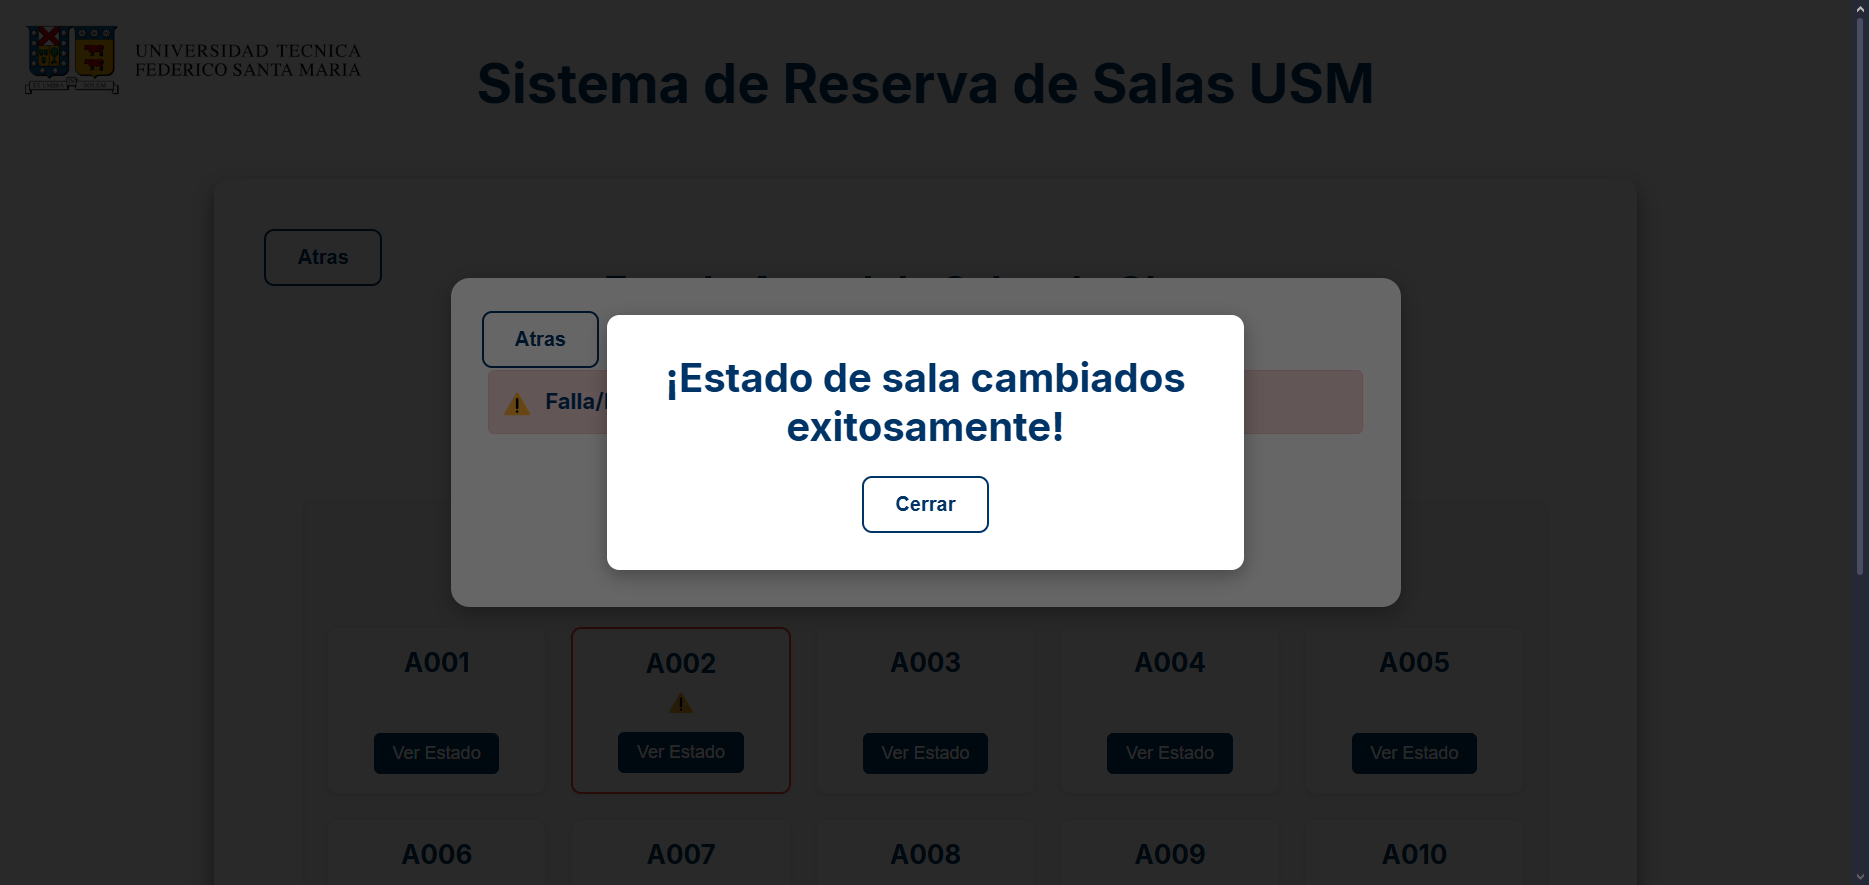 UNIVERSIDAD TECNICA
FEDERICO SANTA MARIA
Sistema de Reserva de Salas USM
Atras
Atras
Falla/
¡Estado de sala cambiados
exitosamente!
Cerrar
A001
A002
A003
A004
A005
Ver Estado
Ver Estado
Ver Estado
Ver Estado
Ver Estado
A006
A007
A008
A009
A010